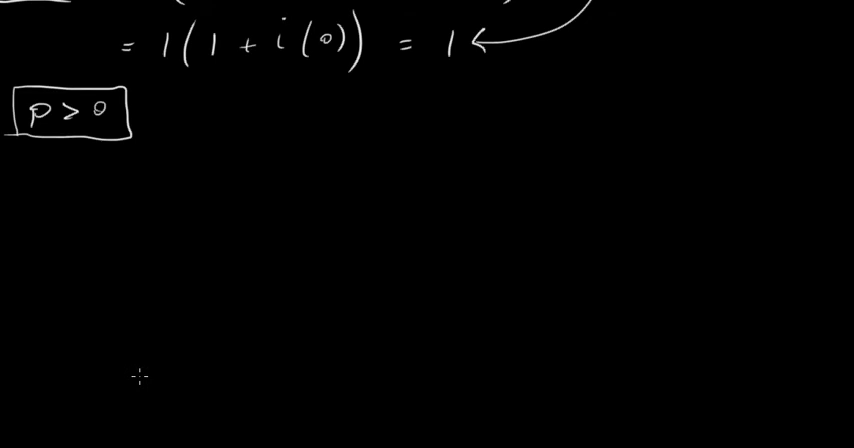 = 1(1 + i(0)) = 1
p > 0